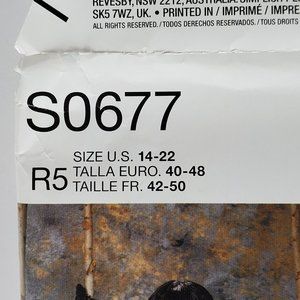 REVESBY, NSW 2212, AUSTRALIA.
SK5 7WZ, UK. • PRINTED IN / IMPRIMÉ / IMPRE
ALL RIGHTS RESERVED./TODOS DERECHOS RESERVADOS./TOUS DROITS
S0677
R5
SIZE U.S. 14-22
TALLA EURO. 40-48
TAILLE FR. 42-50